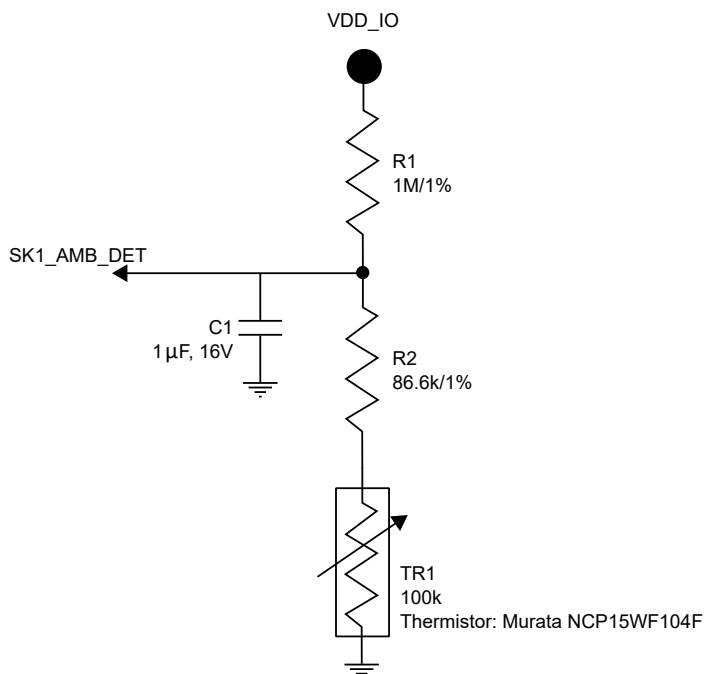 VDD_IO
R1
1M/1%
SK1_AMB_DET
C1
1μF, 16V
R2
86.6k/1%
TR1
100k
Thermistor: Murata NCP15WF104F